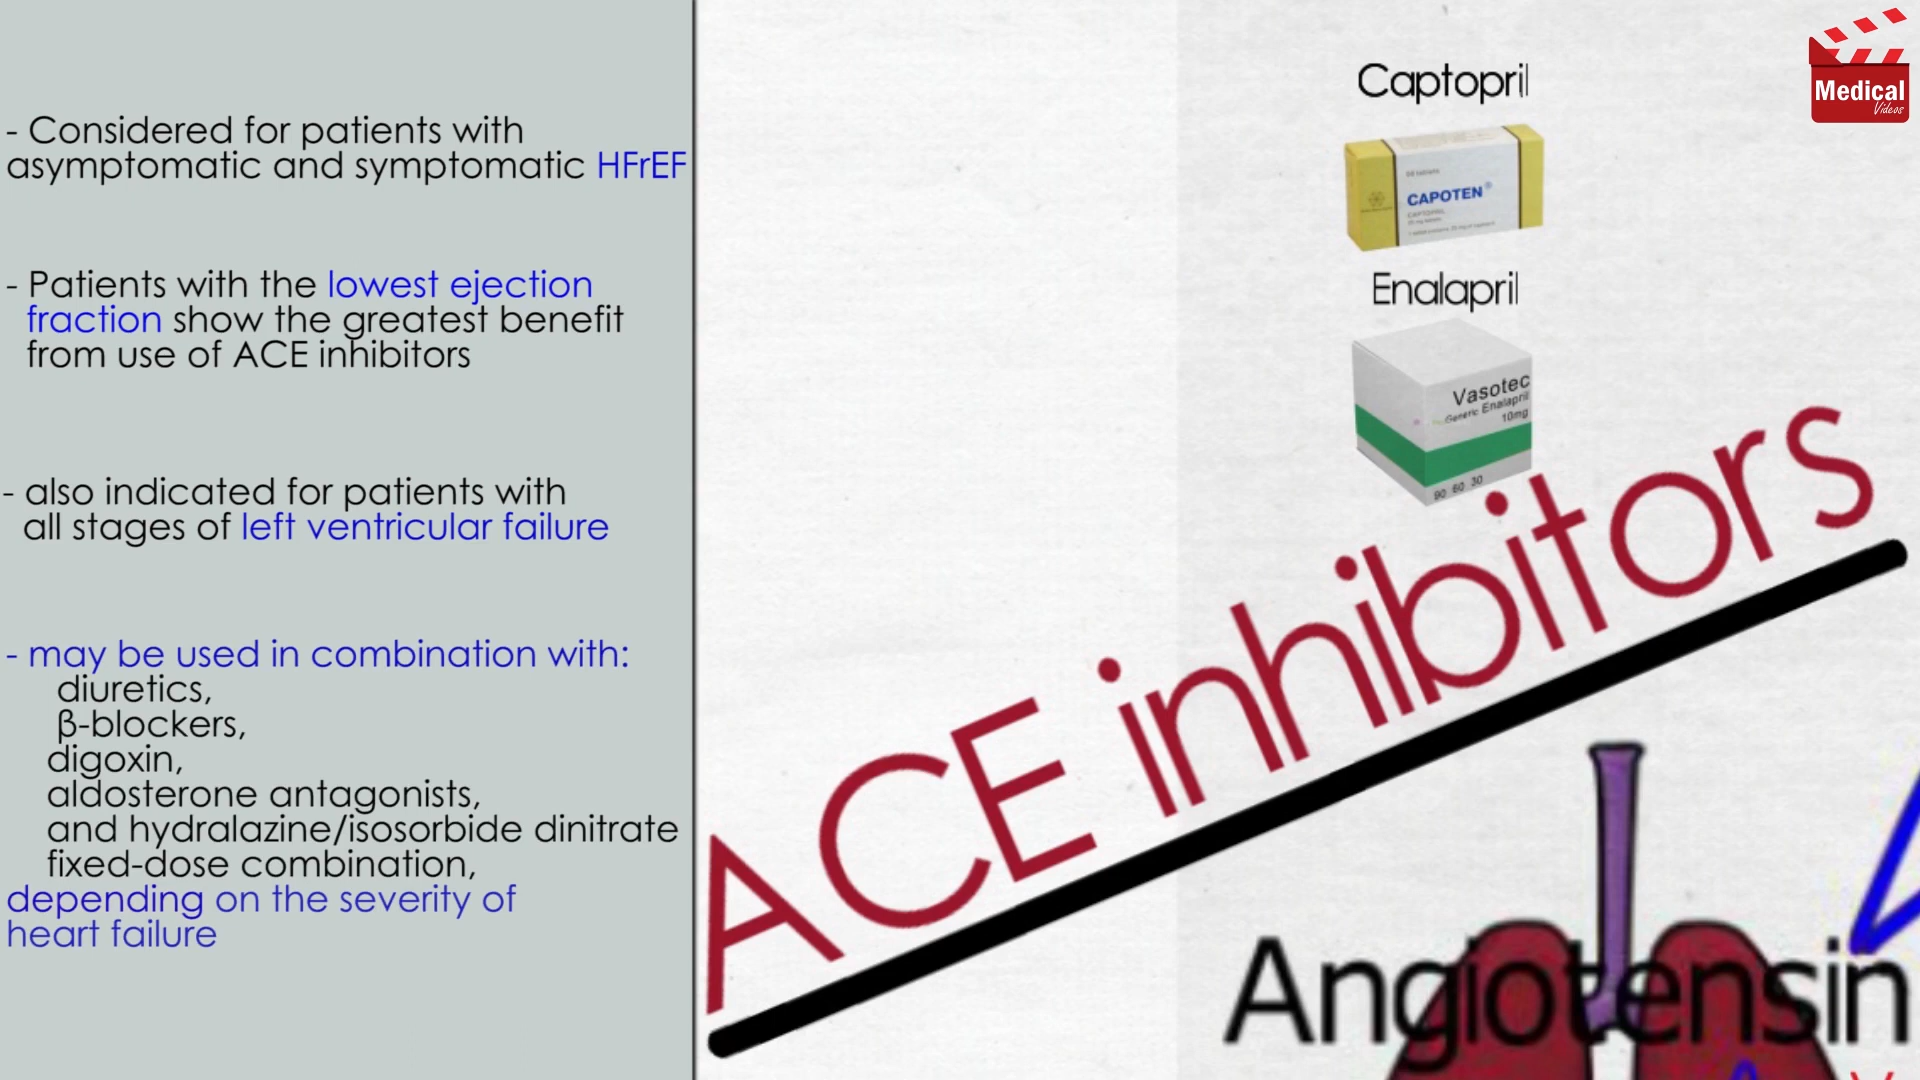 - Considered for patients with
asymptomatic and symptomatic HFrEF
- Patients with the lowest ejection
fraction show the greatest benefit
from use of ACE inhibitors
- also indicated for patients with
all stages of left ventricular failure
- may be used in combination with:
diuretics,
β-blockers,
digoxin,
aldosterone antagonists,
and hydralazine/isosorbide dinitrate
fixed-dose combination,
depending on the severity of
heart failure
Captopril
CAPOTEN®
CAPTOPRIL
Enalapril
Vasotec
Generic Enalapril
10mg
90 60 30
ACE inhibitors
Angiotensin
Medical
Videos